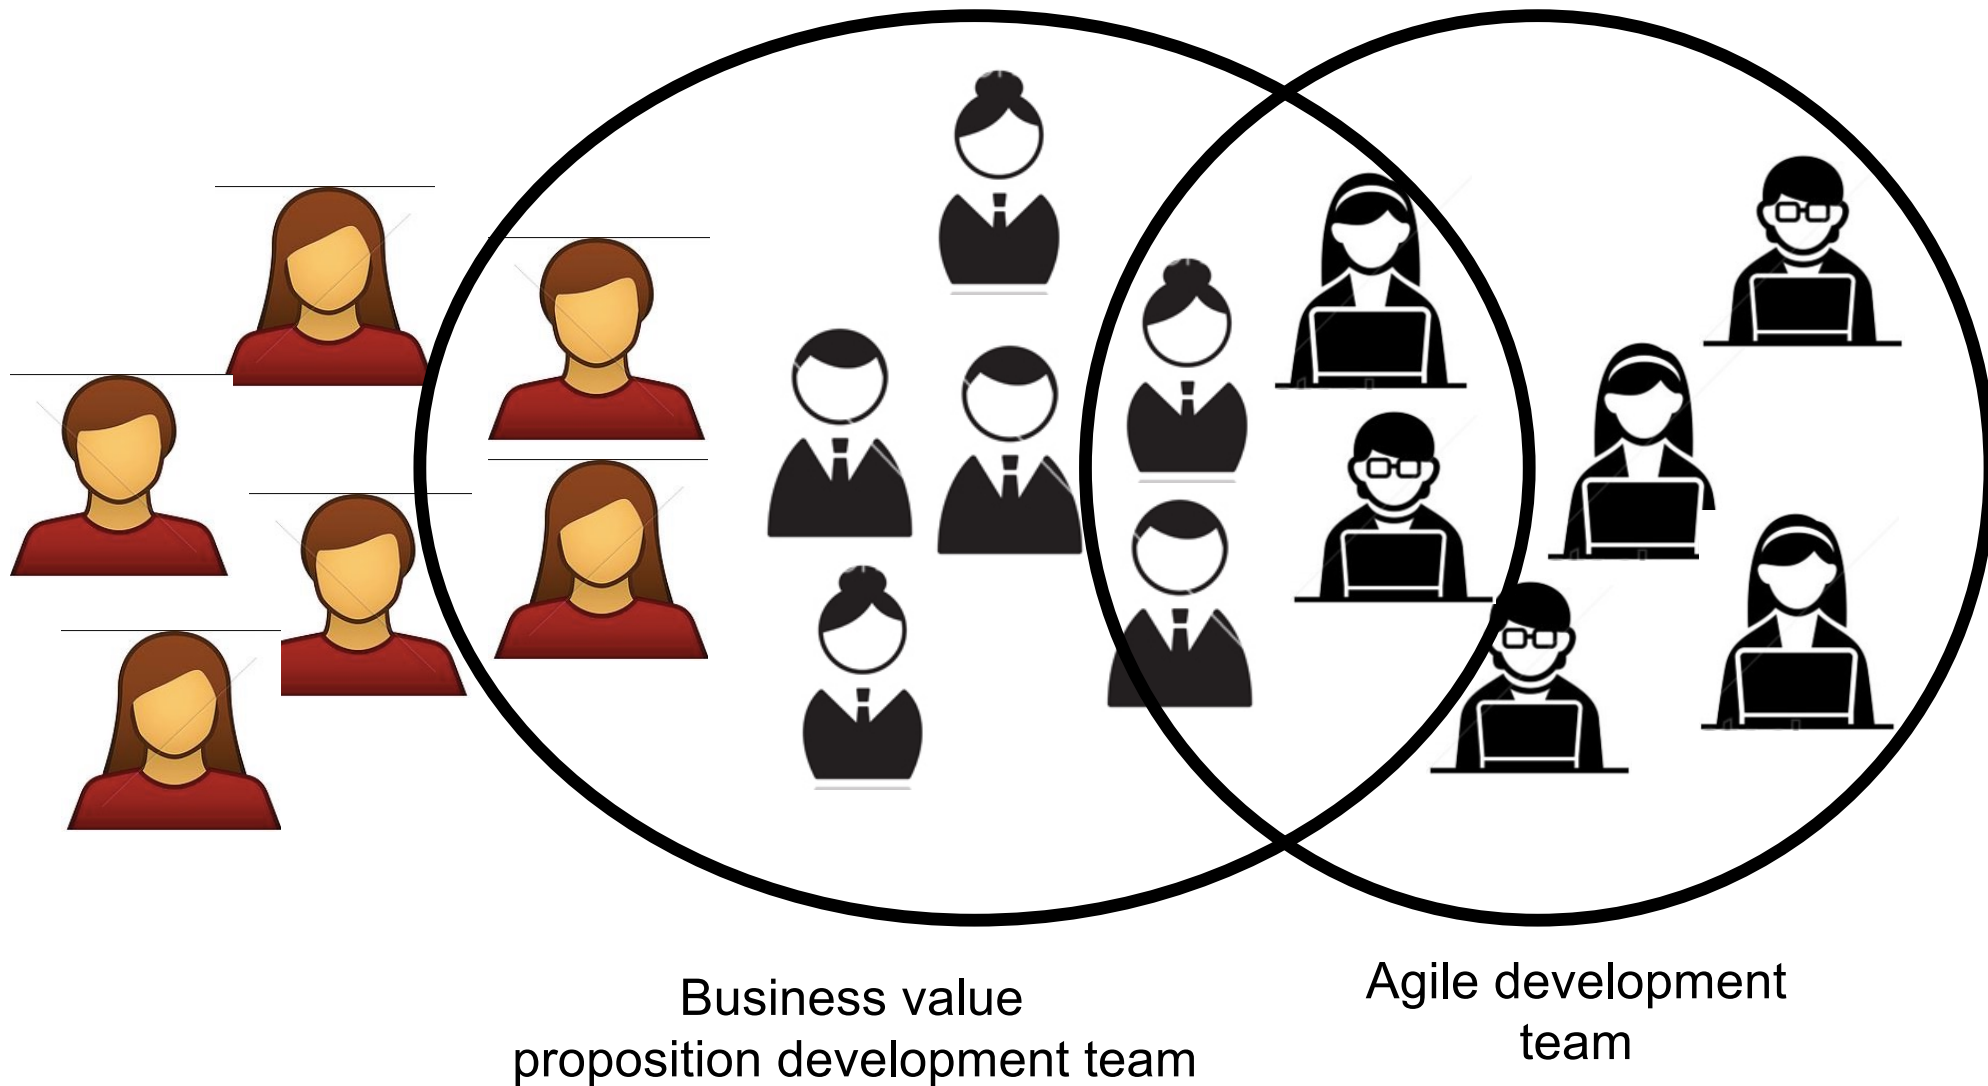 Business value
proposition development team
Agile development
team